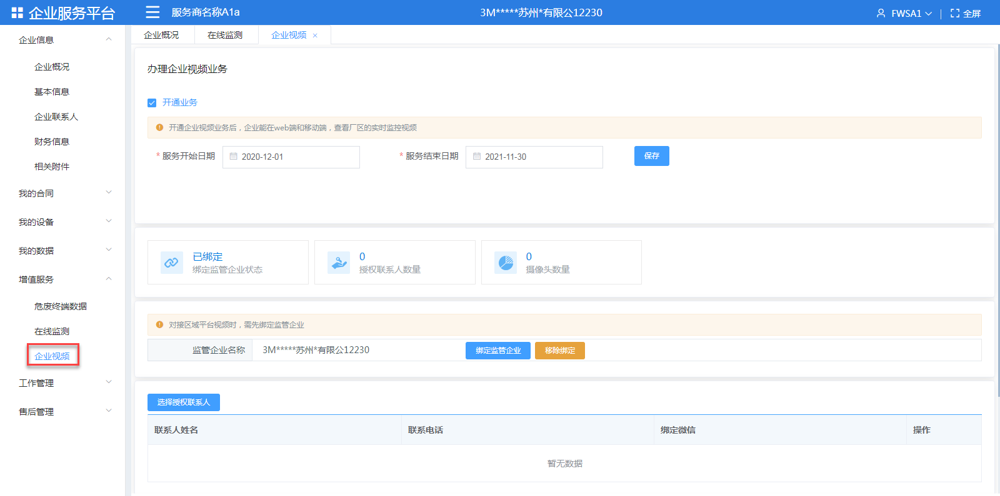 企业服务平台
服务商名称A1a
3M*****苏州*有限公12230
FWSA1
全屏
企业信息
企业概况
基本信息
企业联系人
财务信息
相关附件
我的合同
我的设备
我的数据
增值服务
危废终端数据
在线监测
企业视频
工作管理
售后管理
企业概况
在线监测
企业视频 ×
办理企业视频业务
开通业务
开通企业视频业务后，企业能在web端和移动端，查看厂区的实时监控视频
* 服务开始日期 2020-12-01
* 服务结束日期 2021-11-30
保存
已绑定
绑定监管企业状态
0
授权联系人数量
0
摄像头数量
对接区域平台视频时，需先绑定监管企业
监管企业名称 3M*****苏州*有限公12230 绑定监管企业 移除绑定
选择授权联系人
联系人姓名 联系电话 绑定微信 操作
暂无数据